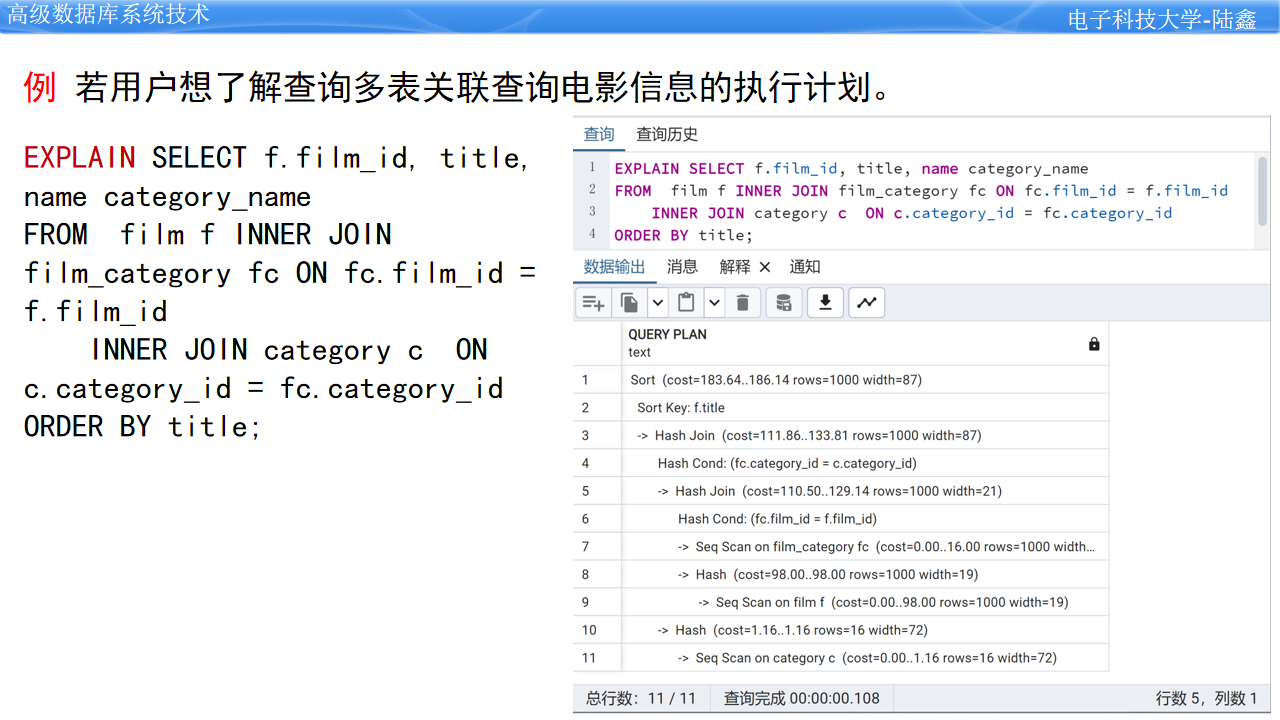 高级数据库系统技术
电子科技大学-陆鑫
例 若用户想了解查询多表关联查询电影信息的执行计划。
EXPLAIN SELECT f.film_id, title,
name category_name
FROM  film f INNER JOIN
film_category fc ON fc.film_id =
f.film_id
    INNER JOIN category c  ON
c.category_id = fc.category_id
ORDER BY title;
查询 查询历史
1 EXPLAIN SELECT f.film_id, title, name category_name
2 FROM  film f INNER JOIN film_category fc ON fc.film_id = f.film_id
3     INNER JOIN category c  ON c.category_id = fc.category_id
4 ORDER BY title;
数据输出 消息 解释 × 通知
QUERY PLAN
text
1 Sort (cost=183.64..186.14 rows=1000 width=87)
2 Sort Key: f.title
3 -> Hash Join (cost=111.86..133.81 rows=1000 width=87)
4 Hash Cond: (fc.category_id = c.category_id)
5 -> Hash Join (cost=110.50..129.14 rows=1000 width=21)
6 Hash Cond: (fc.film_id = f.film_id)
7 -> Seq Scan on film_category fc (cost=0.00..16.00 rows=1000 width...
8 -> Hash (cost=98.00..98.00 rows=1000 width=19)
9 -> Seq Scan on film f (cost=0.00..98.00 rows=1000 width=19)
10 -> Hash (cost=1.16..1.16 rows=16 width=72)
11 -> Seq Scan on category c (cost=0.00..1.16 rows=16 width=72)
总行数：11 / 11 查询完成 00:00:00.108 行数 5，列数 1